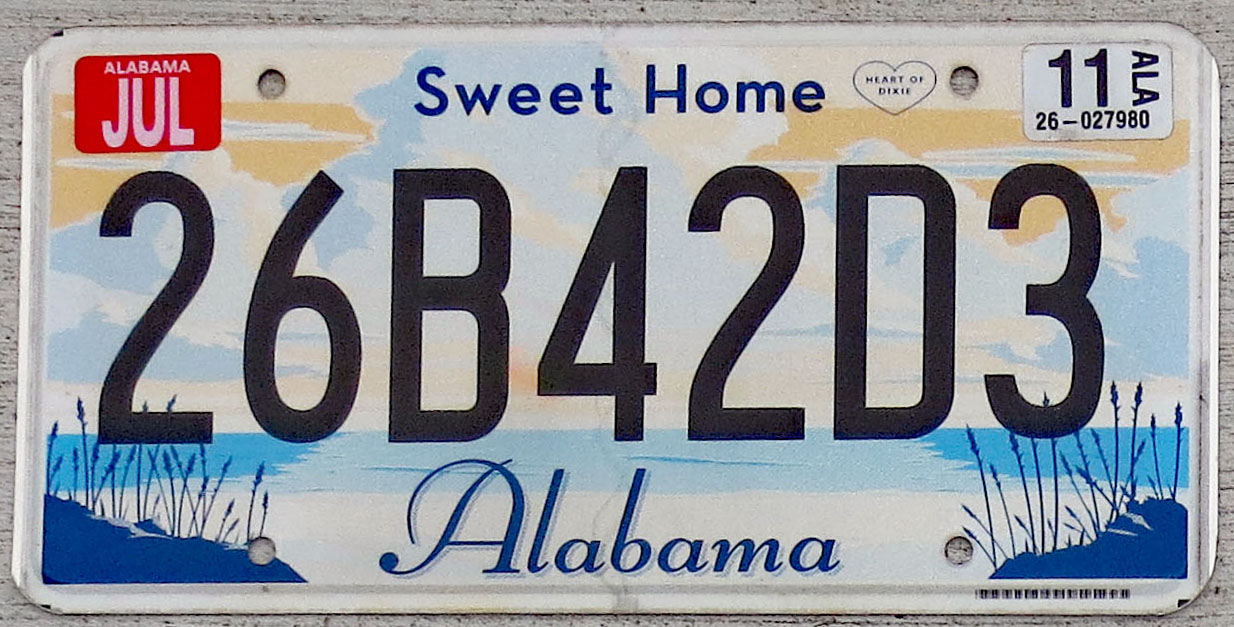 ALABAMA
JUL
Sweet Home
HEART OF
DIXIE
11
ALA
26-027980
26B42D3
Alabama